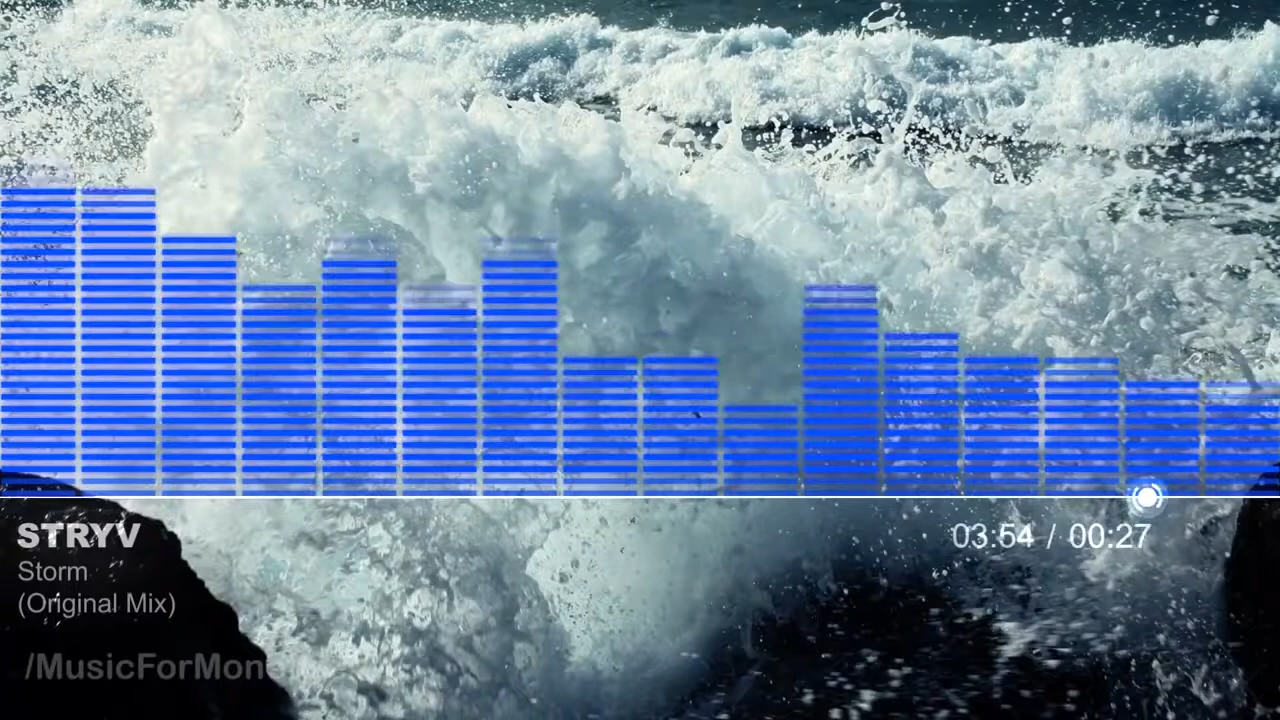 STRYV
03:54 / 00:27
Storm
(Original Mix)
/MusicForMon